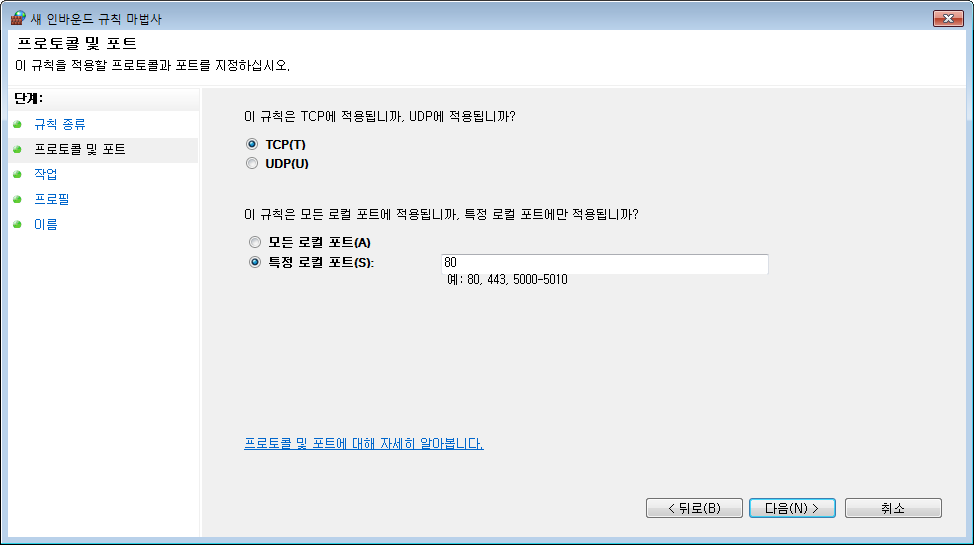 새 인바운드 규칙 마법사
프로토콜 및 포트
이 규칙을 적용할 프로토콜과 포트를 지정하십시오.
단계:
규칙 종류
프로토콜 및 포트
작업
프로필
이름
이 규칙은 TCP에 적용됩니까, UDP에 적용됩니까?
TCP(T)
UDP(U)
이 규칙은 모든 로컬 포트에 적용됩니까, 특정 로컬 포트에만 적용됩니까?
모든 로컬 포트(A)
특정 로컬 포트(S):
80
예: 80, 443, 5000-5010
프로토콜 및 포트에 대해 자세히 알아봅니다.
< 뒤로(B)
다음(N) >
취소